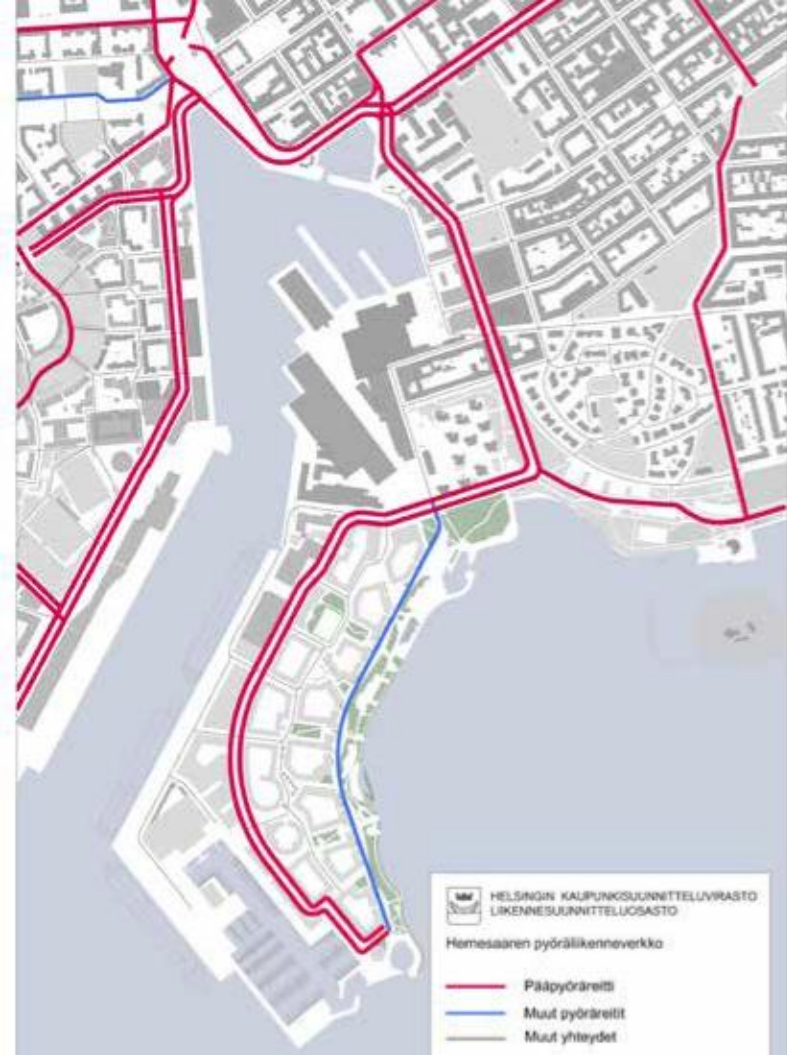 HELSINGIN KAUPUNKISUUNNITTELUVIRASTO
LIIKENNESUUNNITTELUOSASTO
Hernesaaren pyöräliikenneverkko
Pääpyöräreitti
Muut pyöräreitit
Muut yhteydet